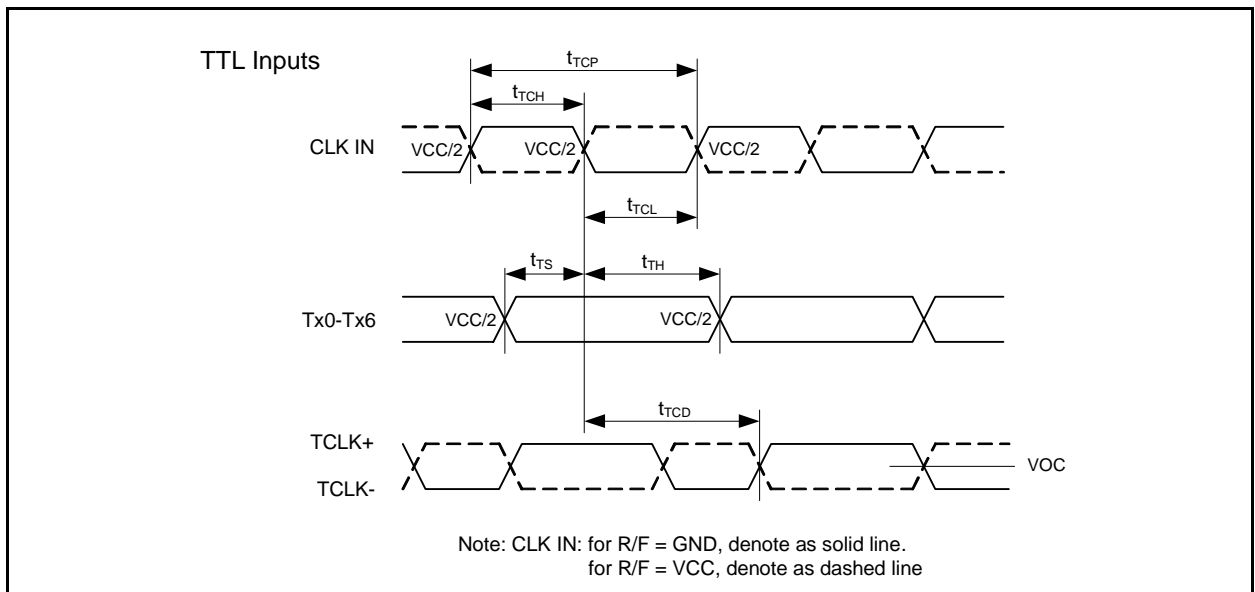 TTL Inputs
tTCP
tTCH
CLK IN
VCC/2
VCC/2
VCC/2
tTCL
tTS
tTH
Tx0-Tx6
VCC/2
VCC/2
tTCD
TCLK+
VOC
TCLK-
Note: CLK IN: for R/F = GND, denote as solid line.
for R/F = VCC, denote as dashed line